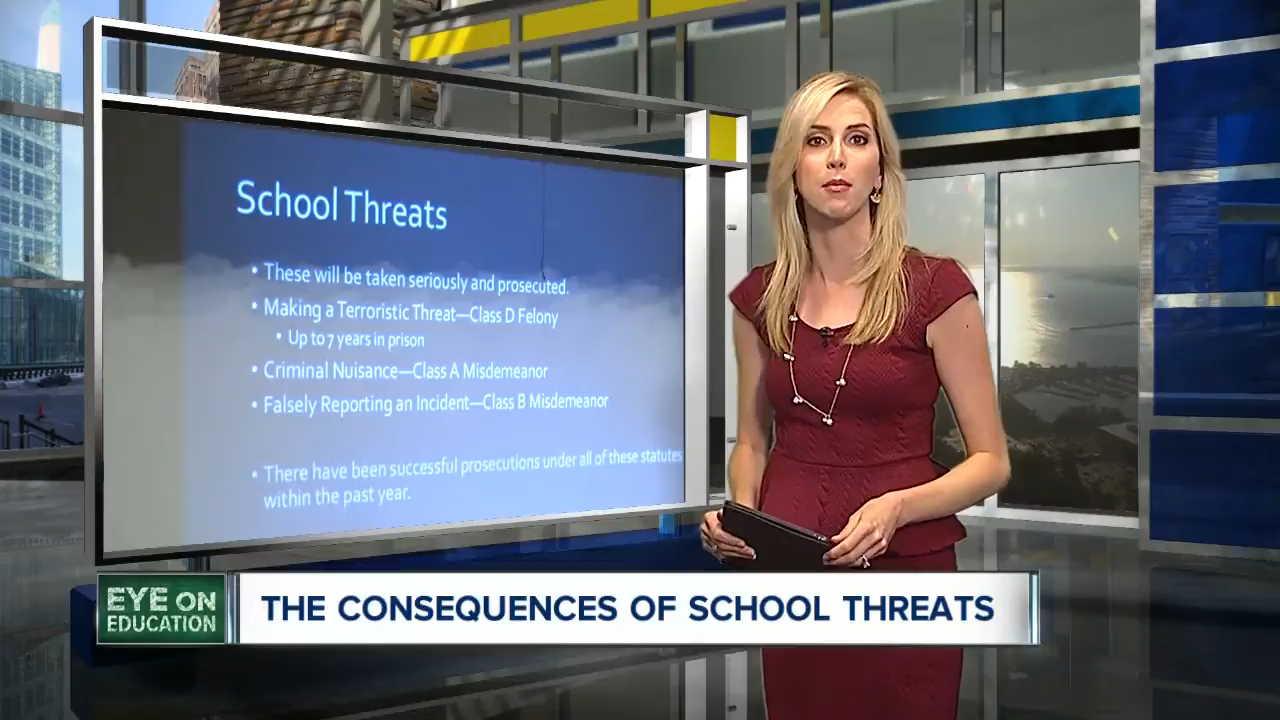 School Threats
• These will be taken seriously and prosecuted.
• Making a Terroristic Threat—Class D Felony
• Up to 7 years in prison
• Criminal Nuisance—Class A Misdemeanor
• Falsely Reporting an Incident—Class B Misdemeanor
• There have been successful prosecutions under all of these statutes
within the past year.
EYE ON
EDUCATION
THE CONSEQUENCES OF SCHOOL THREATS